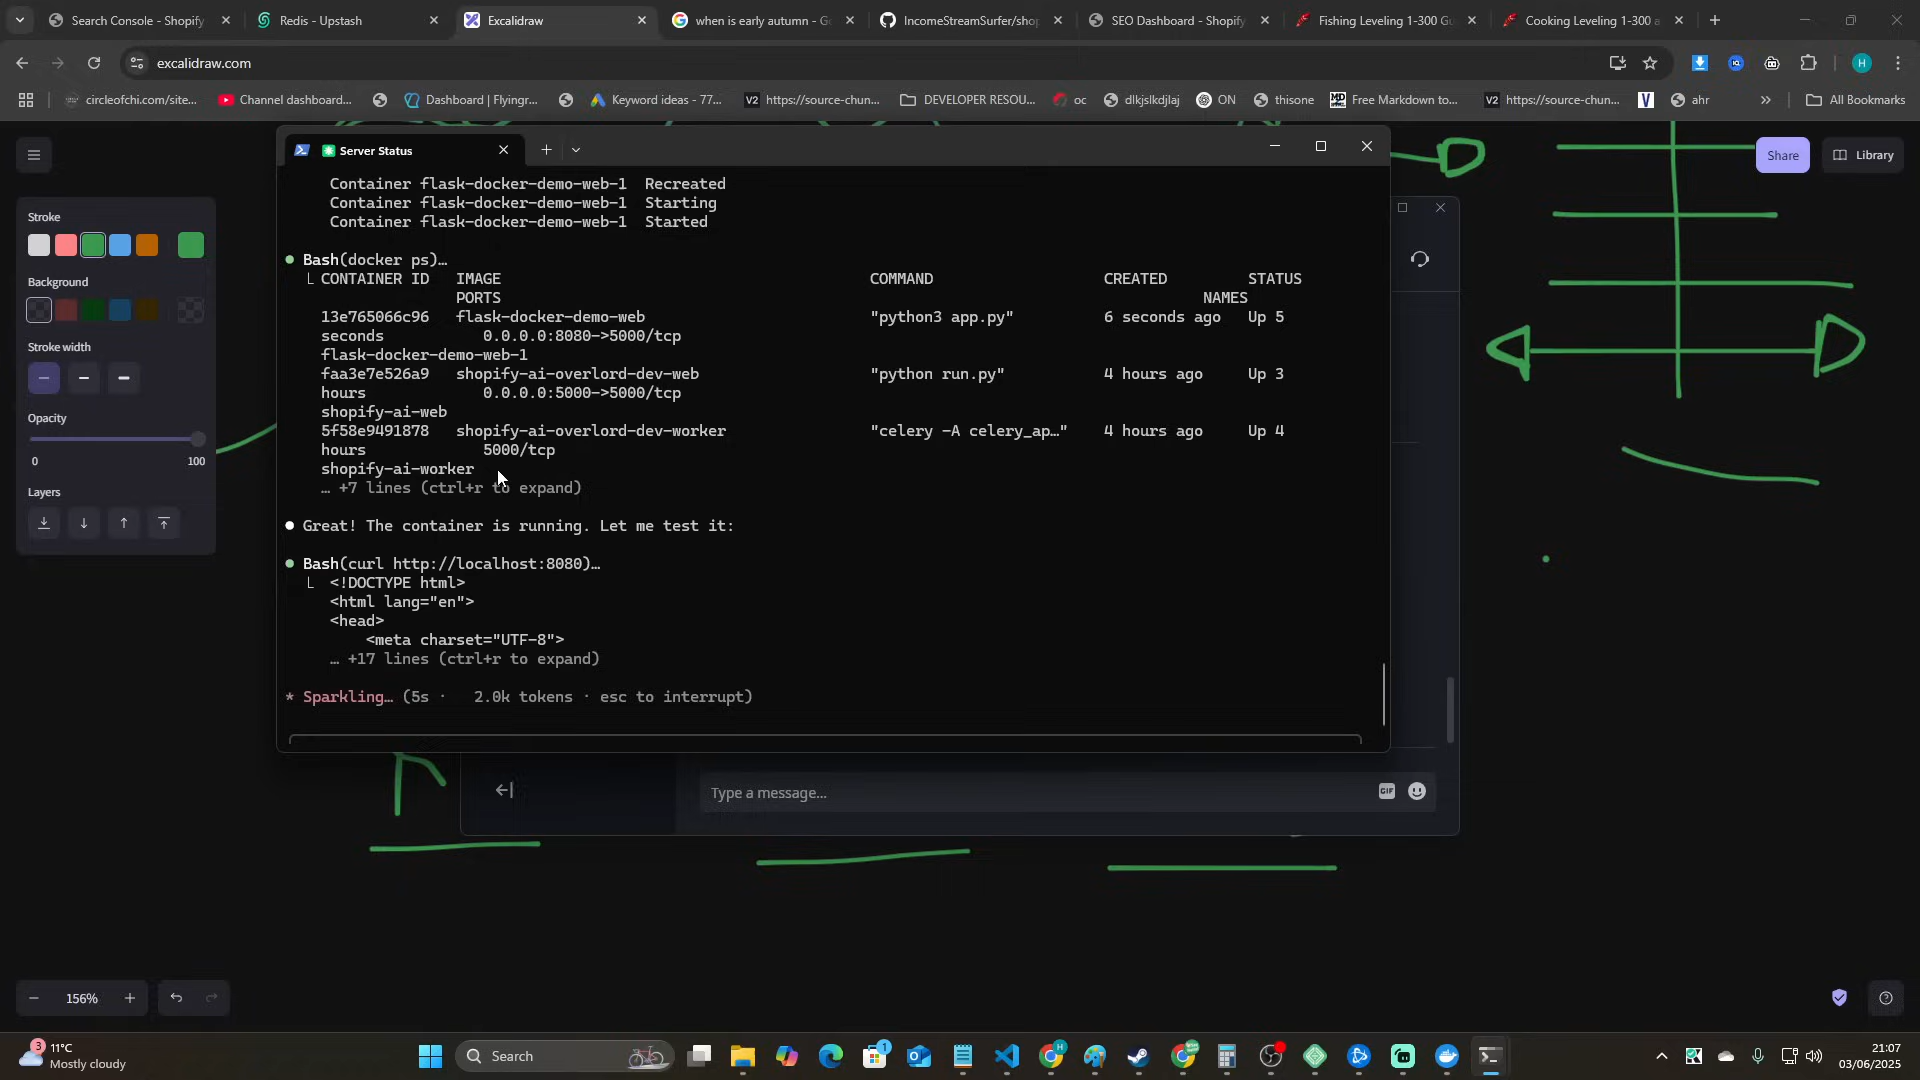 Search Console - Shopify
Redis - Upstash
Excalidraw
when is early autumn - Go
IncomeStreamSurfer/shop
SEO Dashboard - Shopify
Fishing Leveling 1-300 Gu
Cooking Leveling 1-300 a
excalidraw.com
H
circleofchi.com/site...
Channel dashboard...
Dashboard | Flyingr...
Keyword ideas - 77...
https://source-chun...
DEVELOPER RESOU...
oc
dlkjslkdjlaj
ON
thisone
Free Markdown to...
https://source-chun...
ahr
All Bookmarks
Server Status
Share
Library
Container flask-docker-demo-web-1  Recreated
Container flask-docker-demo-web-1  Starting
Container flask-docker-demo-web-1  Started
Bash(docker ps)…
CONTAINER ID   IMAGE   COMMAND   CREATED   STATUS
PORTS   NAMES
13e765066c96   flask-docker-demo-web   "python3 app.py"   6 seconds ago   Up 5
seconds   0.0.0.0:8080->5000/tcp
flask-docker-demo-web-1
faa3e7e526a9   shopify-ai-overlord-dev-web   "python run.py"   4 hours ago   Up 3
hours   0.0.0.0:5000->5000/tcp
shopify-ai-web
5f58e9491878   shopify-ai-overlord-dev-worker   "celery -A celery_ap…"   4 hours ago   Up 4
hours   5000/tcp
shopify-ai-worker
… +7 lines (ctrl+r to expand)
Great! The container is running. Let me test it:
Bash(curl http://localhost:8080)…
<!DOCTYPE html>
<html lang="en">
<head>
<meta charset="UTF-8">
… +17 lines (ctrl+r to expand)
* Sparkling… (5s ·   2.0k tokens · esc to interrupt)
Stroke
Background
Stroke width
Opacity
0   100
Layers
Type a message...
GIF
156%
3
11°C
Mostly cloudy
Search
1
21:07
03/06/2025